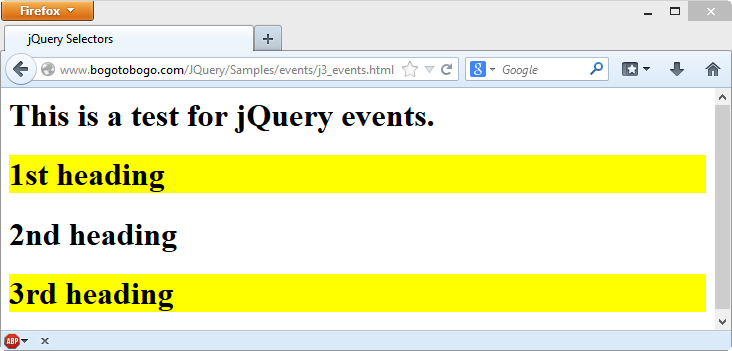 Firefox
jQuery Selectors
www.bogotobogo.com/JQuery/Samples/events/j3_events.html
g Google
This is a test for jQuery events.
1st heading
2nd heading
3rd heading
ABP